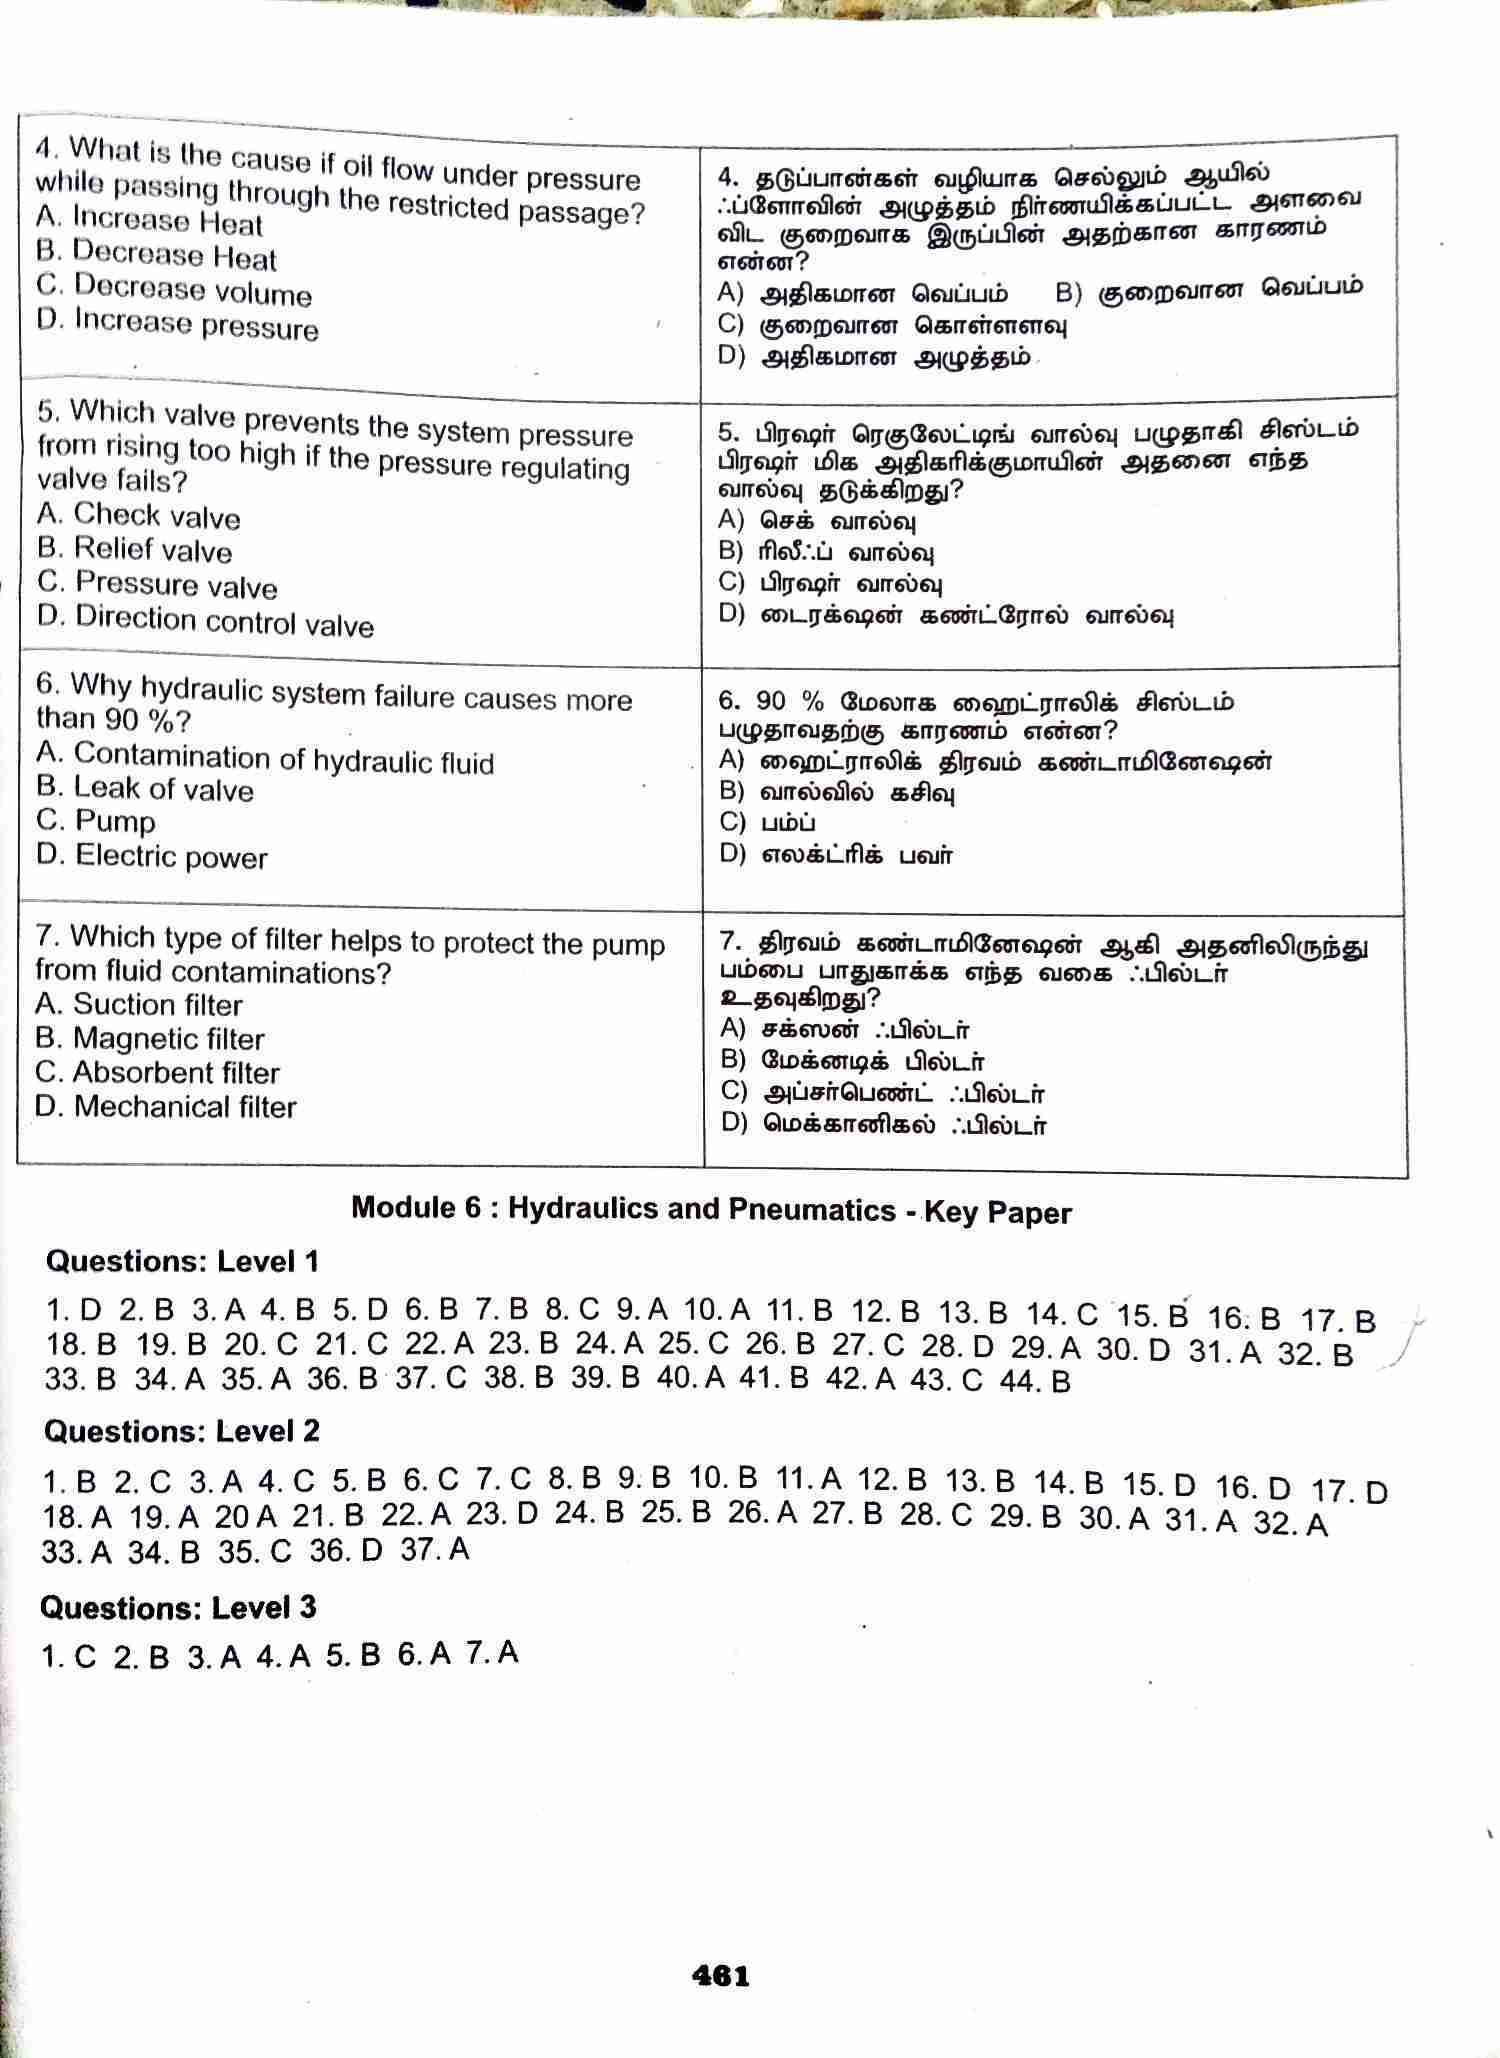 4. What is the cause if oil flow under pressure
while passing through the restricted passage?
A. Increase Heat
B. Decrease Heat
C. Decrease volume
D. Increase pressure
4. தடுப்பான்கள் வழியாக செல்லும் ஆயில்
ஃப்ளோவின் அழுத்தம் நிர்ணயிக்கப்பட்ட அளவை
விட குறைவாக இருப்பின் அதற்கான காரணம்
என்ன?
A) அதிகமான வெப்பம் B) குறைவான வெப்பம்
C) குறைவான கொள்ளளவு
D) அதிகமான அழுத்தம்
5. Which valve prevents the system pressure
from rising too high if the pressure regulating
valve fails?
A. Check valve
B. Relief valve
C. Pressure valve
D. Direction control valve
5. பிரஷர் ரெகுலேட்டிங் வால்வு பழுதாகி சிஸ்டம்
பிரஷர் மிக அதிகரிக்குமாயின் அதனை எந்த
வால்வு தடுக்கிறது?
A) செக் வால்வு
B) ரிலீஃப் வால்வு
C) பிரஷர் வால்வு
D) டைரக்ஷன் கண்ட்ரோல் வால்வு
6. Why hydraulic system failure causes more
than 90 %?
A. Contamination of hydraulic fluid
B. Leak of valve
C. Pump
D. Electric power
6. 90 % மேலாக ஹைட்ராலிக் சிஸ்டம்
பழுதாவதற்கு காரணம் என்ன?
A) ஹைட்ராலிக் திரவம் கண்டாமினேஷன்
B) வால்வில் கசிவு
C) பம்ப்
D) எலக்ட்ரிக் பவர்
7. Which type of filter helps to protect the pump
from fluid contaminations?
A. Suction filter
B. Magnetic filter
C. Absorbent filter
D. Mechanical filter
7. திரவம் கண்டாமினேஷன் ஆகி அதனிலிருந்து
பம்பை பாதுகாக்க எந்த வகை ஃபில்டர்
உதவுகிறது?
A) சக்ஸன் ஃபில்டர்
B) மேக்னடிக் பில்டர்
C) அப்சர்பெண்ட் ஃபில்டர்
D) மெக்கானிகல் ஃபில்டர்
Module 6 : Hydraulics and Pneumatics - Key Paper
Questions: Level 1
1. D 2. B 3. A 4. B 5. D 6. B 7. B 8. C 9. A 10. A 11. B 12. B 13. B 14. C 15. B 16. B 17. B
18. B 19. B 20. C 21. C 22. A 23. B 24. A 25. C 26. B 27. C 28. D 29. A 30. D 31. A 32. B
33. B 34. A 35. A 36. B 37. C 38. B 39. B 40. A 41. B 42. A 43. C 44. B
Questions: Level 2
1. B 2. C 3. A 4. C 5. B 6. C 7. C 8. B 9. B 10. B 11. A 12. B 13. B 14. B 15. D 16. D 17. D
18. A 19. A 20 A 21. B 22. A 23. D 24. B 25. B 26. A 27. B 28. C 29. B 30. A 31. A 32. A
33. A 34. B 35. C 36. D 37. A
Questions: Level 3
1. C 2. B 3. A 4. A 5. B 6. A 7. A
461